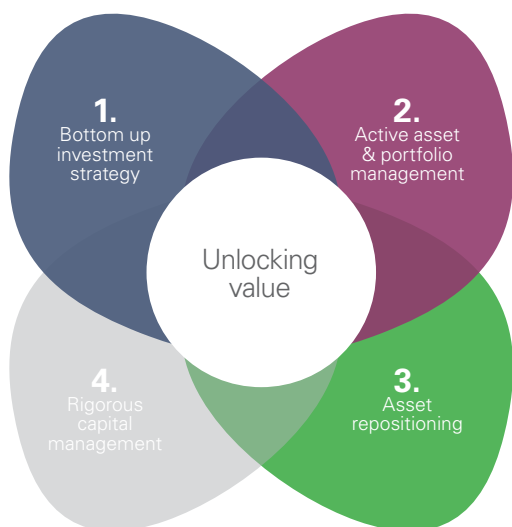 1.
Bottom up
investment
strategy
2.
Active asset
& portfolio
management
Unlocking
value
3.
Asset
repositioning
4.
Rigorous
capital
management